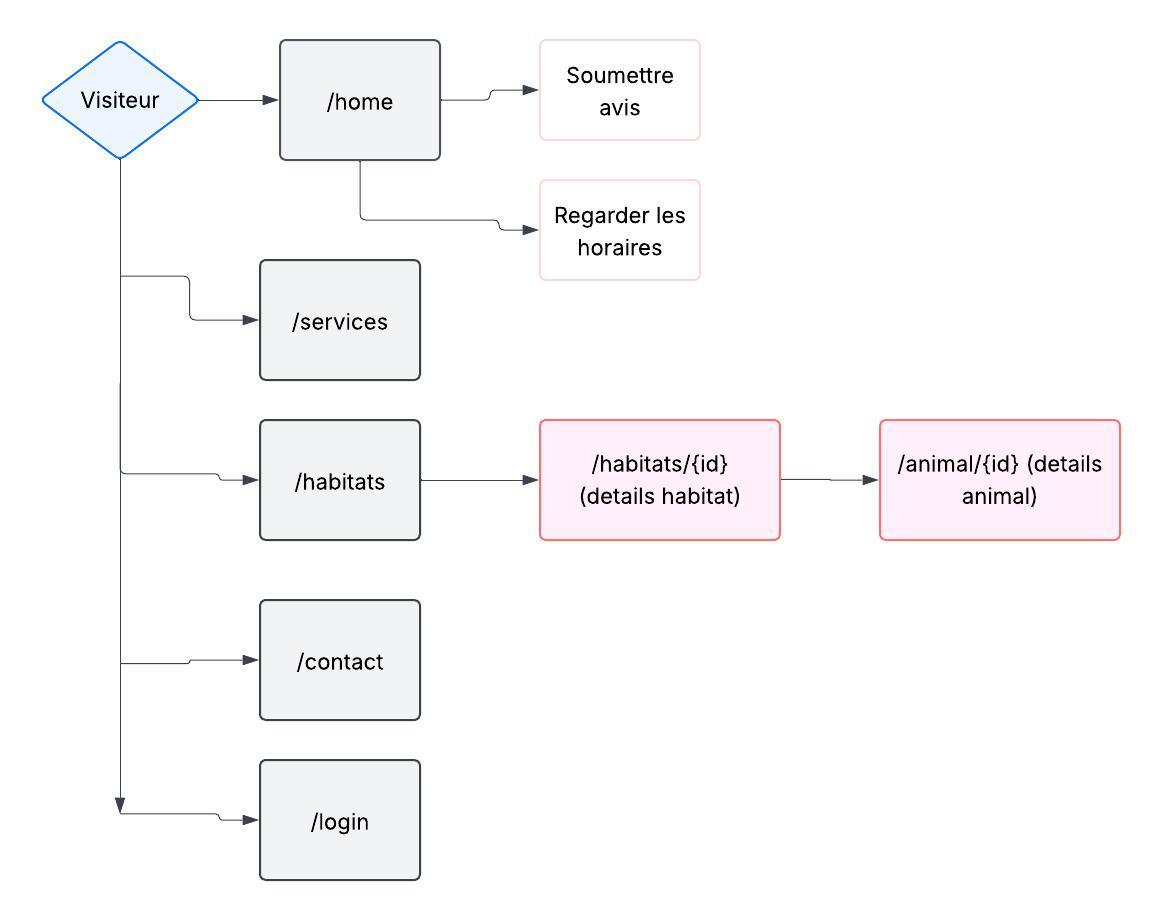 Visiteur
/home
Soumettre
avis
Regarder les
horaires
/services
/habitats
/habitats/{id}
(details habitat)
/animal/{id} (details
animal)
/contact
/login